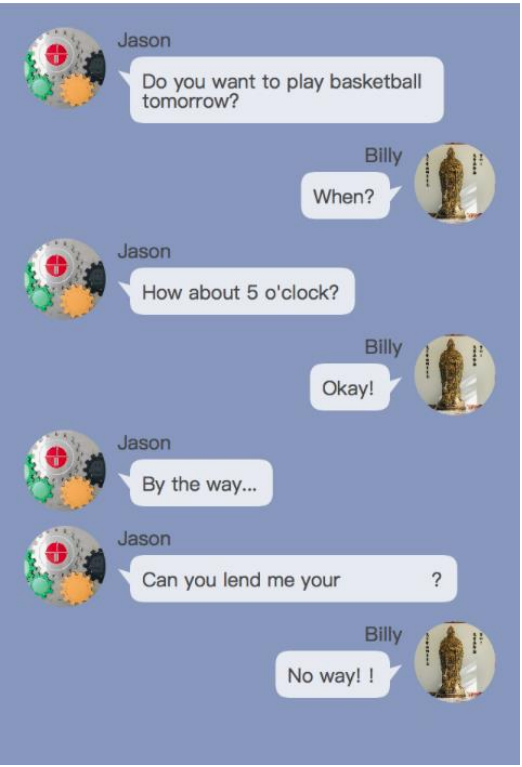 Jason
Do you want to play basketball
tomorrow?
Billy
When?
Jason
How about 5 o'clock?
Billy
Okay!
Jason
By the way...
Jason
Can you lend me your ?
Billy
No way! !